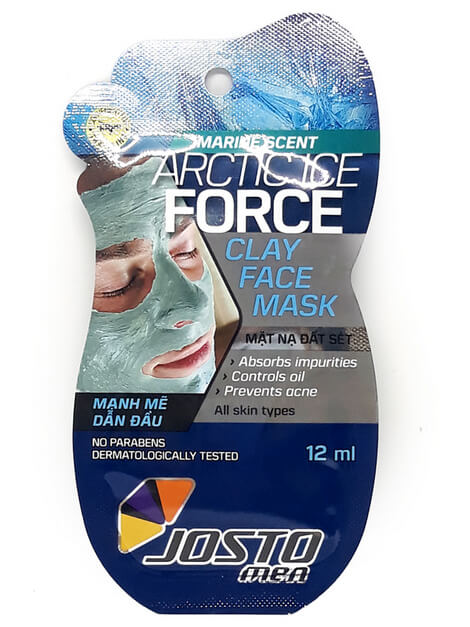 MARINE SCENT
ARCTIC ICE
FORCE
CLAY
FACE
MASK
MẶT NẠ ĐẤT SÉT
› Absorbs impurities
› Controls oil
› Prevents acne
All skin types
MẠNH MẼ
DẪN ĐẦU
NO PARABENS
DERMATOLOGICALLY TESTED
12 ml
JOSTO
men